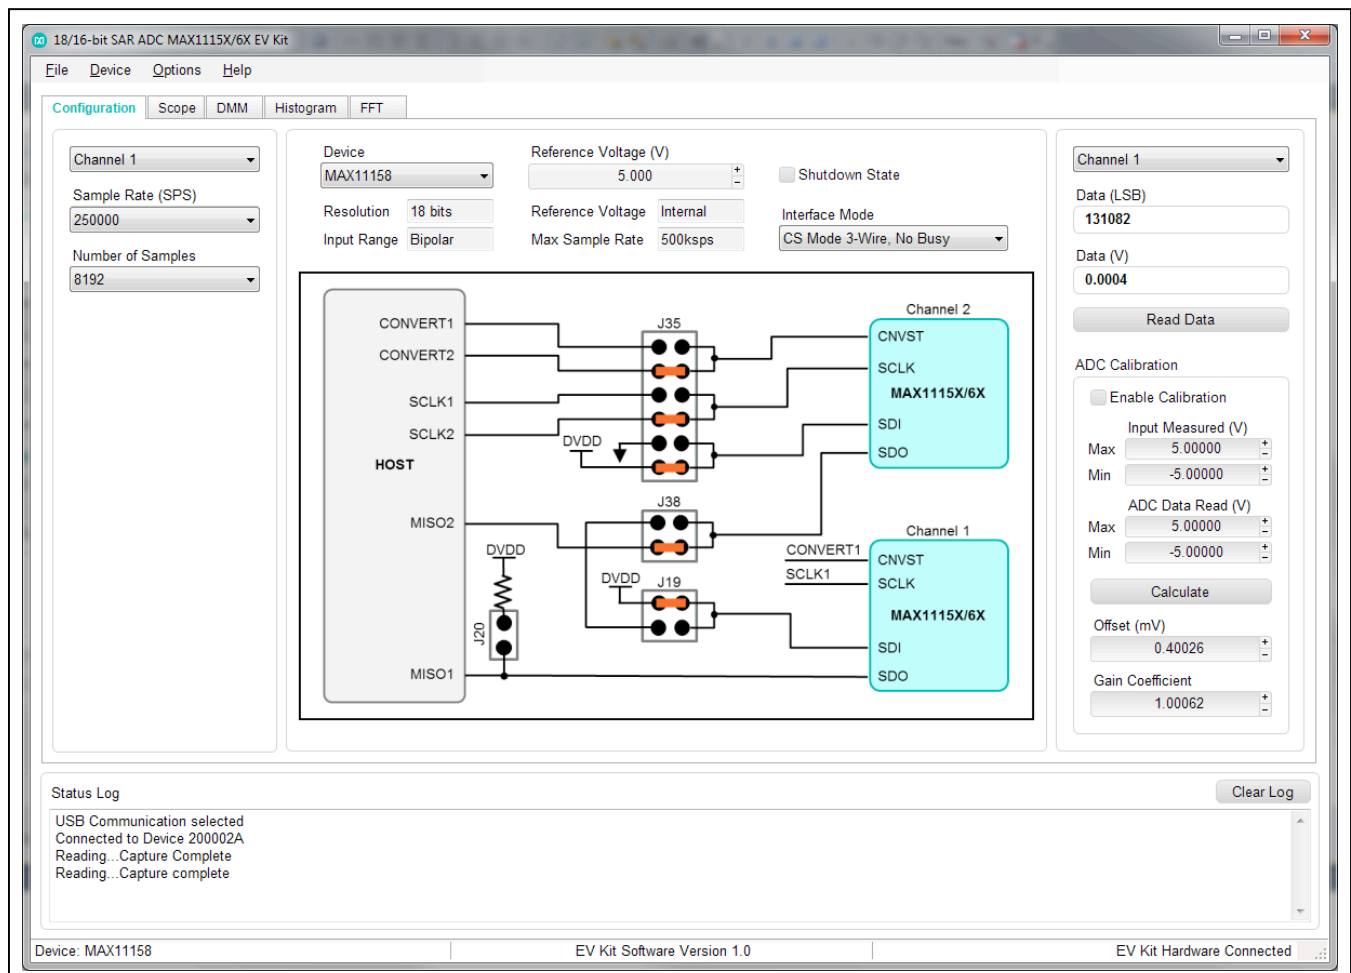 18/16-bit SAR ADC MAX1115X/6X EV Kit
File Device Options Help
Configuration Scope DMM Histogram FFT
Channel 1
Sample Rate (SPS)
250000
Number of Samples
8192
Device
MAX11158
Resolution 18 bits
Input Range Bipolar
Reference Voltage (V)
5.000
Reference Voltage Internal
Max Sample Rate 500ksps
Shutdown State
Interface Mode
CS Mode 3-Wire, No Busy
CONVERT1
CONVERT2
SCLK1
SCLK2
HOST
MISO2
MISO1
J35
DVDD
J38
DVDD
J20
DVDD J19
Channel 2
CNVST
SCLK
MAX1115X/6X
SDI
SDO
Channel 1
CONVERT1
SCLK1
CNVST
SCLK
MAX1115X/6X
SDI
SDO
Channel 1
Data (LSB)
131082
Data (V)
0.0004
Read Data
ADC Calibration
Enable Calibration
Input Measured (V)
Max 5.00000
Min -5.00000
ADC Data Read (V)
Max 5.00000
Min -5.00000
Calculate
Offset (mV)
0.40026
Gain Coefficient
1.00062
Status Log
Clear Log
USB Communication selected
Connected to Device 200002A
Reading...Capture Complete
Reading...Capture complete
Device: MAX11158
EV Kit Software Version 1.0
EV Kit Hardware Connected